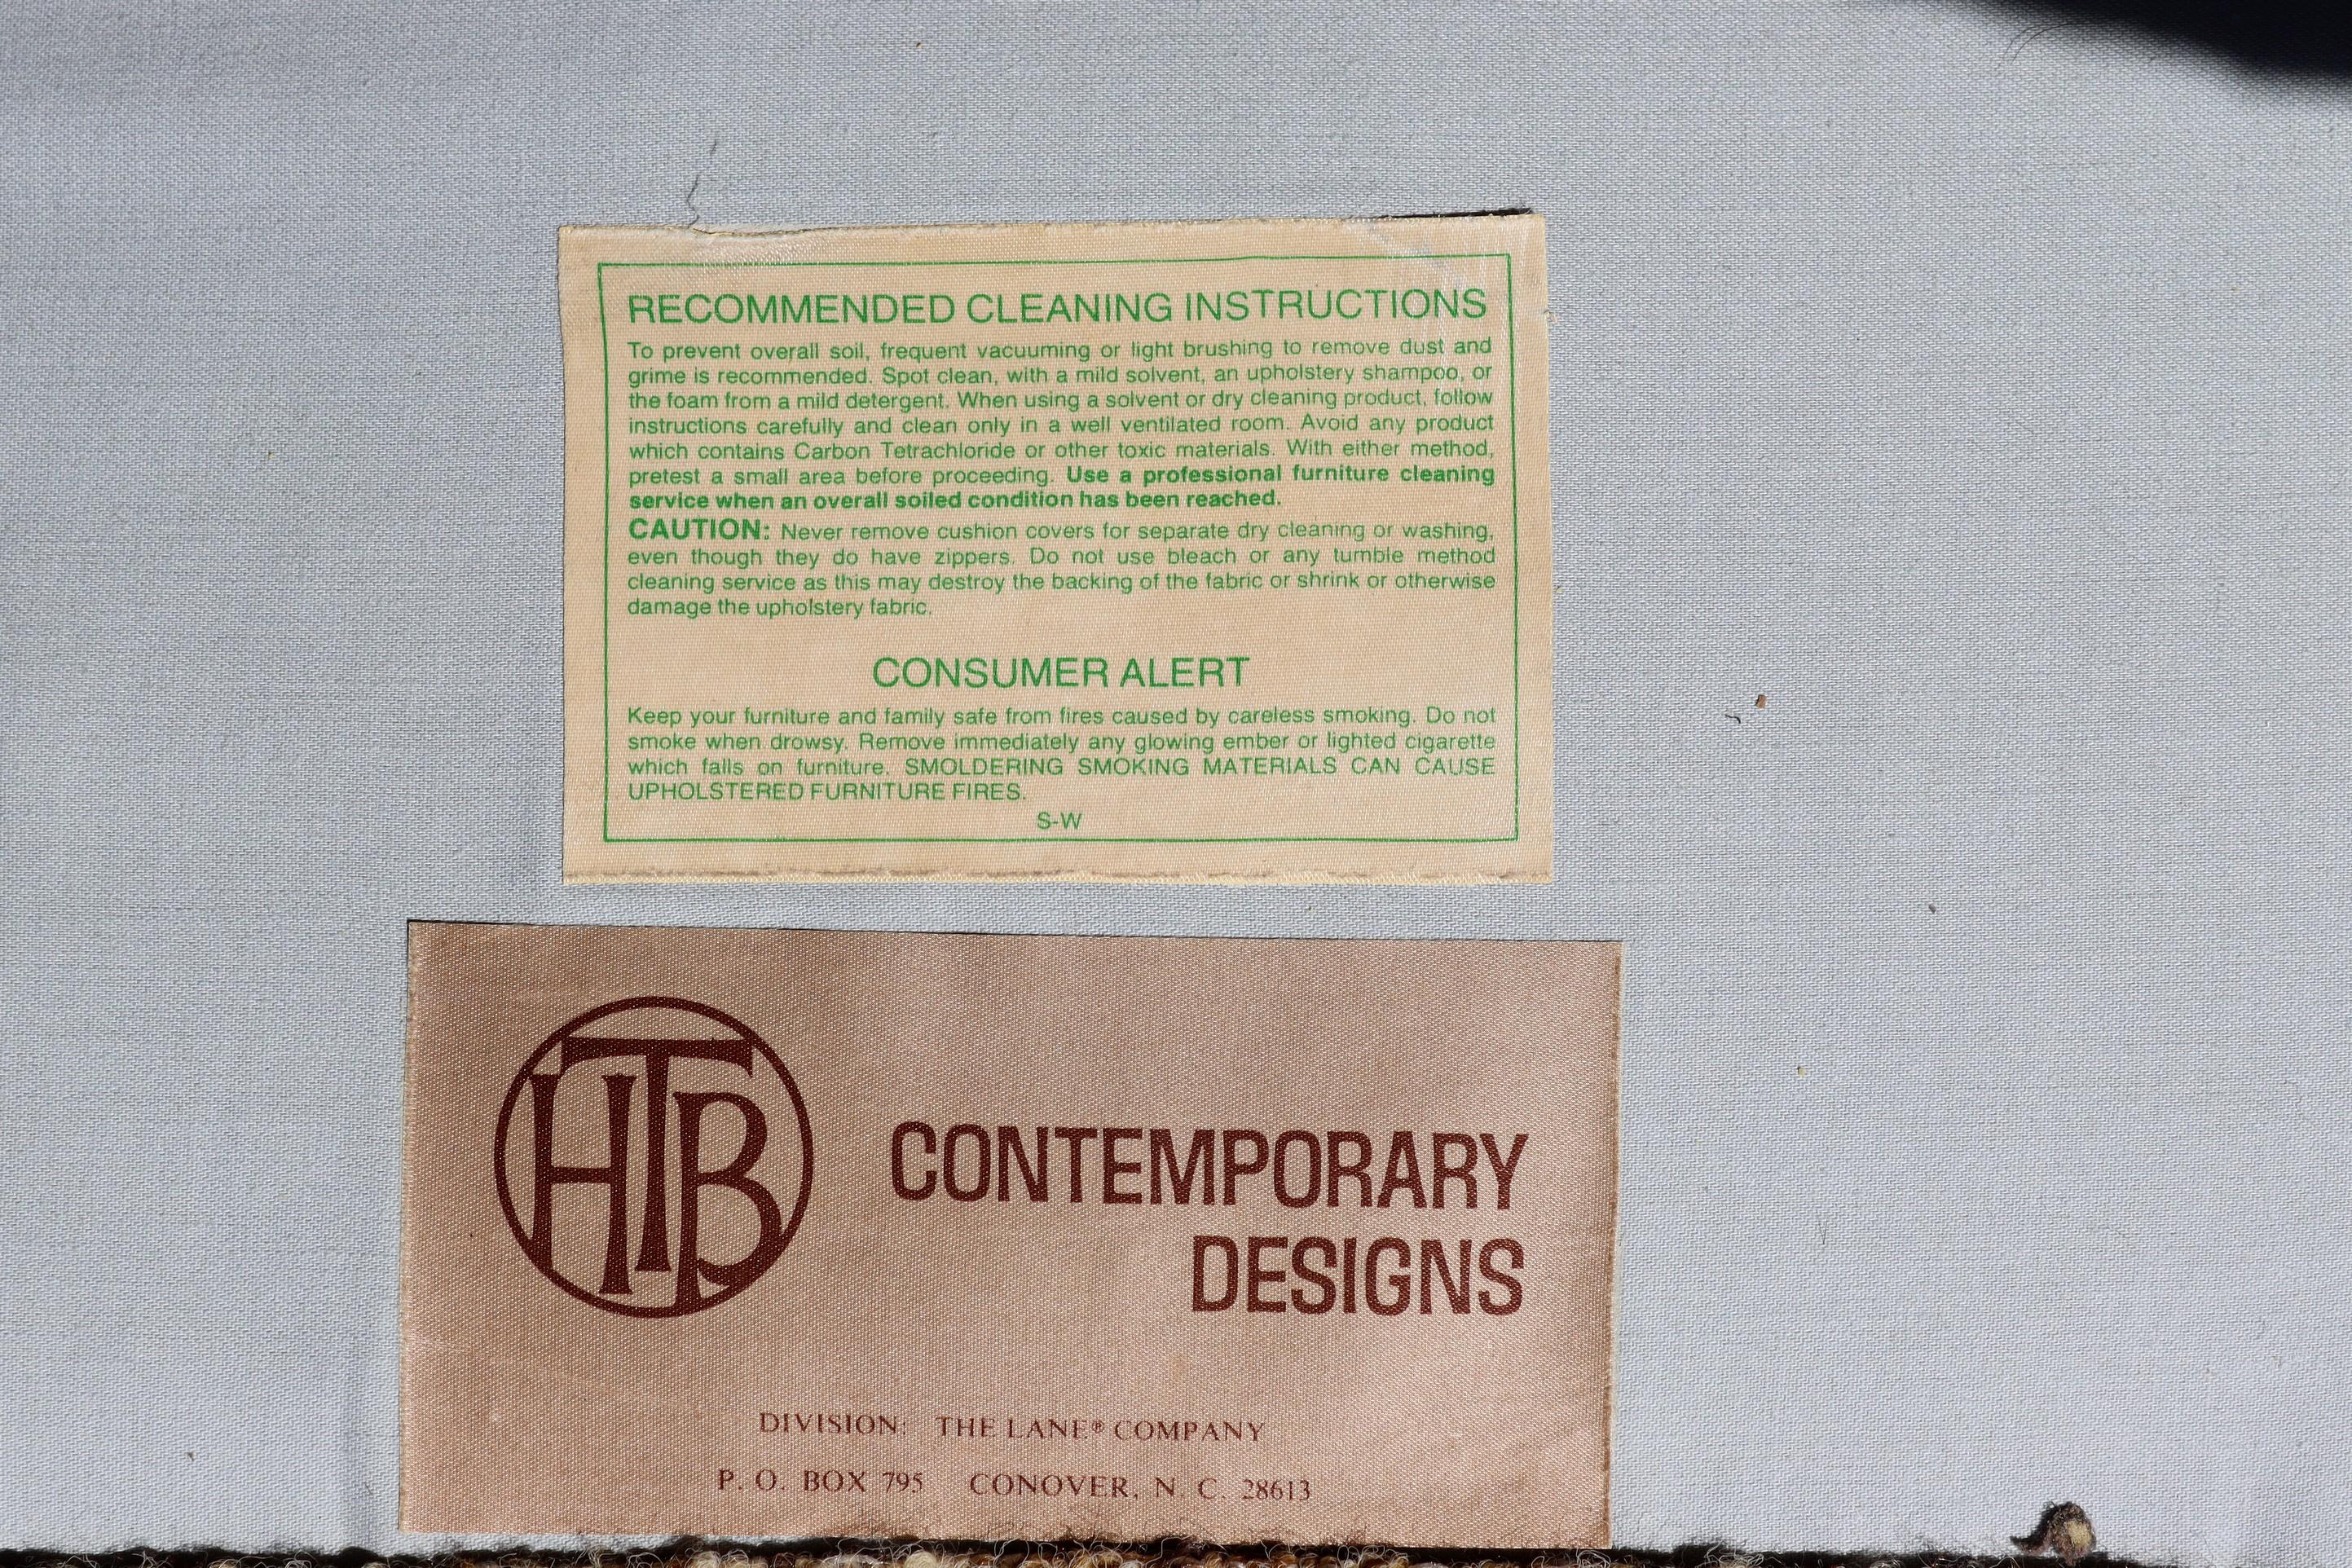 RECOMMENDED CLEANING INSTRUCTIONS
To prevent overall soil, frequent vacuuming or light brushing to remove dust and
grime is recommended. Spot clean, with a mild solvent, an upholstery shampoo, or
the foam from a mild detergent. When using a solvent or dry cleaning product, follow
instructions carefully and clean only in a well ventilated room. Avoid any product
which contains Carbon Tetrachloride or other toxic materials. With either method,
pretest a small area before proceeding. Use a professional furniture cleaning
service when an overall soiled condition has been reached.
CAUTION: Never remove cushion covers for separate dry cleaning or washing,
even though they do have zippers. Do not use bleach or any tumble method
cleaning service as this may destroy the backing of the fabric or shrink or otherwise
damage the upholstery fabric.
CONSUMER ALERT
Keep your furniture and family safe from fires caused by careless smoking. Do not
smoke when drowsy. Remove immediately any glowing ember or lighted cigarette
which falls on furniture. SMOLDERING SMOKING MATERIALS CAN CAUSE
UPHOLSTERED FURNITURE FIRES.
S-W
HTB
CONTEMPORARY
DESIGNS
DIVISION: THE LANE® COMPANY
P. O. BOX 795 CONOVER, N. C. 28613